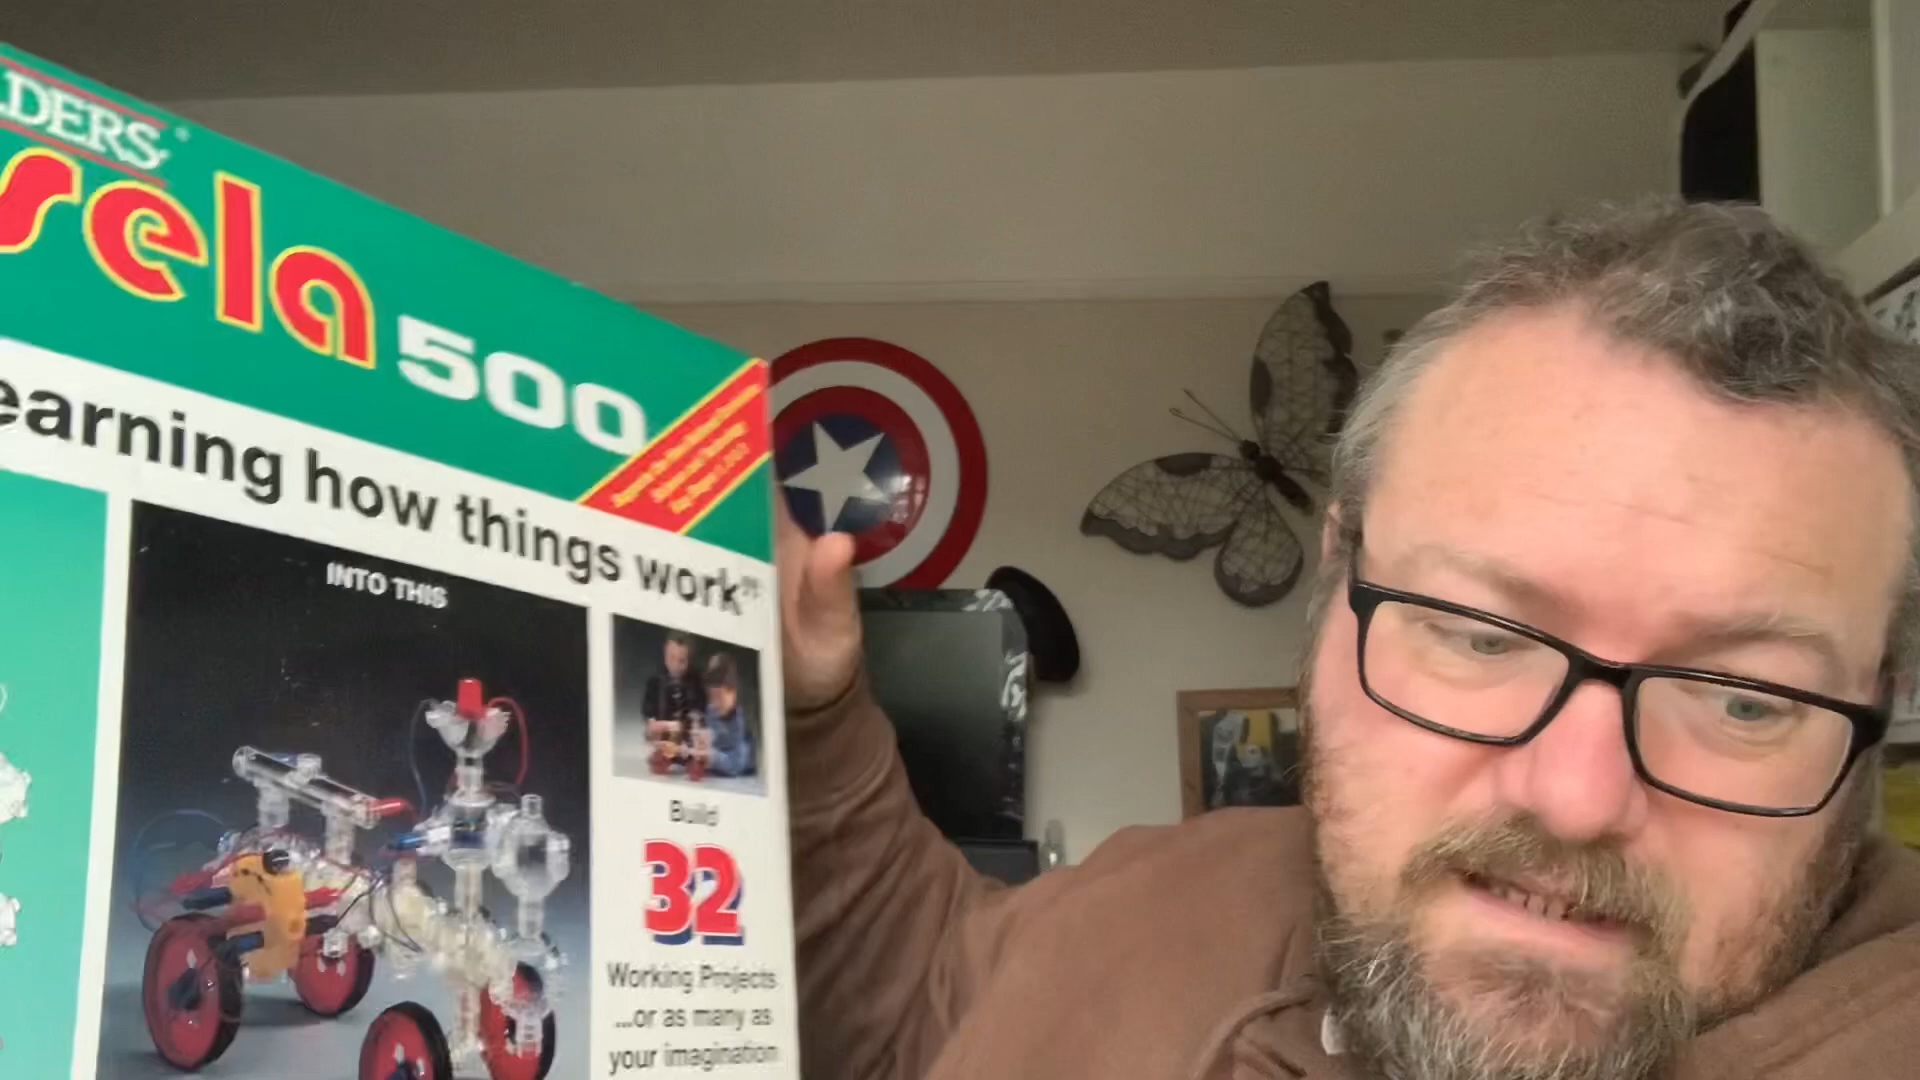 DERS
sela 500
earning how things work"
INTO THIS
Build
32
Working Projects
...or as many as
your imagination